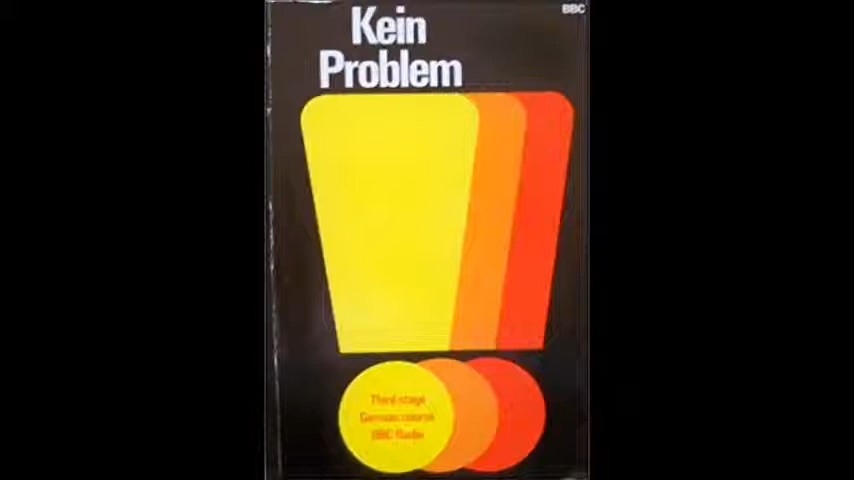 BBC
Kein
Problem
Third stage
German course
BBC Radio